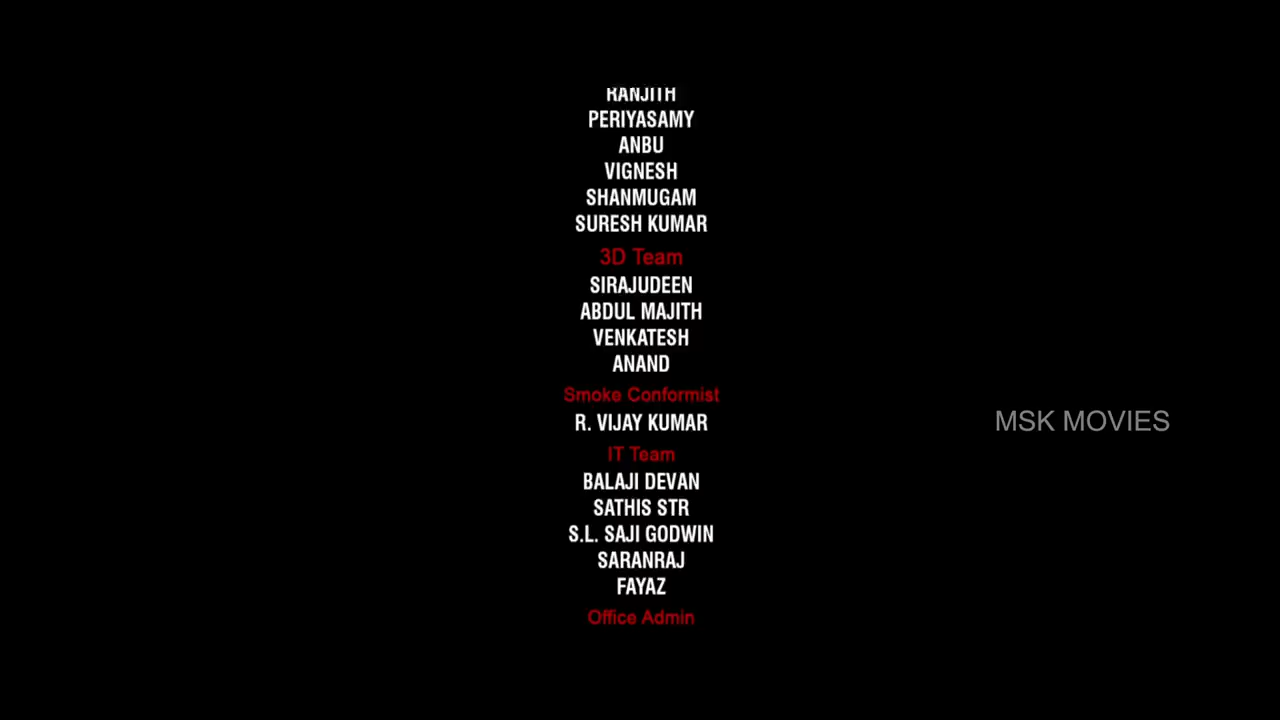 RANJITH
PERIYASAMY
ANBU
VIGNESH
SHANMUGAM
SURESH KUMAR
3D Team
SIRAJUDEEN
ABDUL MAJITH
VENKATESH
ANAND
Smoke Conformist
R. VIJAY KUMAR
MSK MOVIES
IT Team
BALAJI DEVAN
SATHIS STR
S.L. SAJI GODWIN
SARANRAJ
FAYAZ
Office Admin